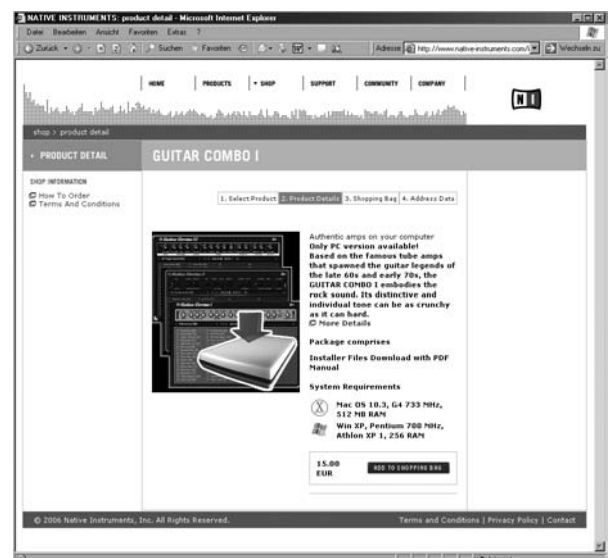 NATIVE INSTRUMENTS: product detail - Microsoft Internet Explorer
Datei Bearbeiten Ansicht Favoriten Extras ?
Zurück Suchen Favoriten Adresse http://www.native-instruments.com/ Wechseln zu
HOME PRODUCTS SHOP SUPPORT COMMUNITY COMPANY
NI
shop > product detail
PRODUCT DETAIL GUITAR COMBO I
SHOP INFORMATION
How To Order
Terms And Conditions
1. Select Product 2. Product Details 3. Shopping Bag 4. Address Data
Authentic amps on your computer
Only PC version available!
Based on the famous tube amps
that spawned the guitar legends of
the late 60s and early 70s, the
GUITAR COMBO I embodies the
rock sound. Its distinctive and
individual tone can be as crunchy
as it can hard.
More Details
Package comprises
Installer Files Download with PDF
Manual
System Requirements
Mac OS 10.3, G4 733 MHz,
512 MB RAM
Win XP, Pentium 700 MHz,
Athlon XP 1, 256 RAM
15.00
EUR
ADD TO SHOPPING BAG
© 2006 Native Instruments, Inc. All Rights Reserved. Terms and Conditions | Privacy Policy | Contact